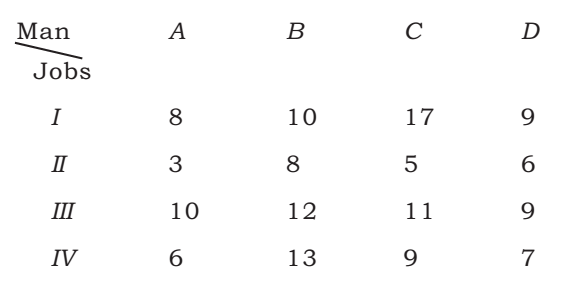 Man A B C D
Jobs
I 8 10 17 9
II 3 8 5 6
III 10 12 11 9
IV 6 13 9 7